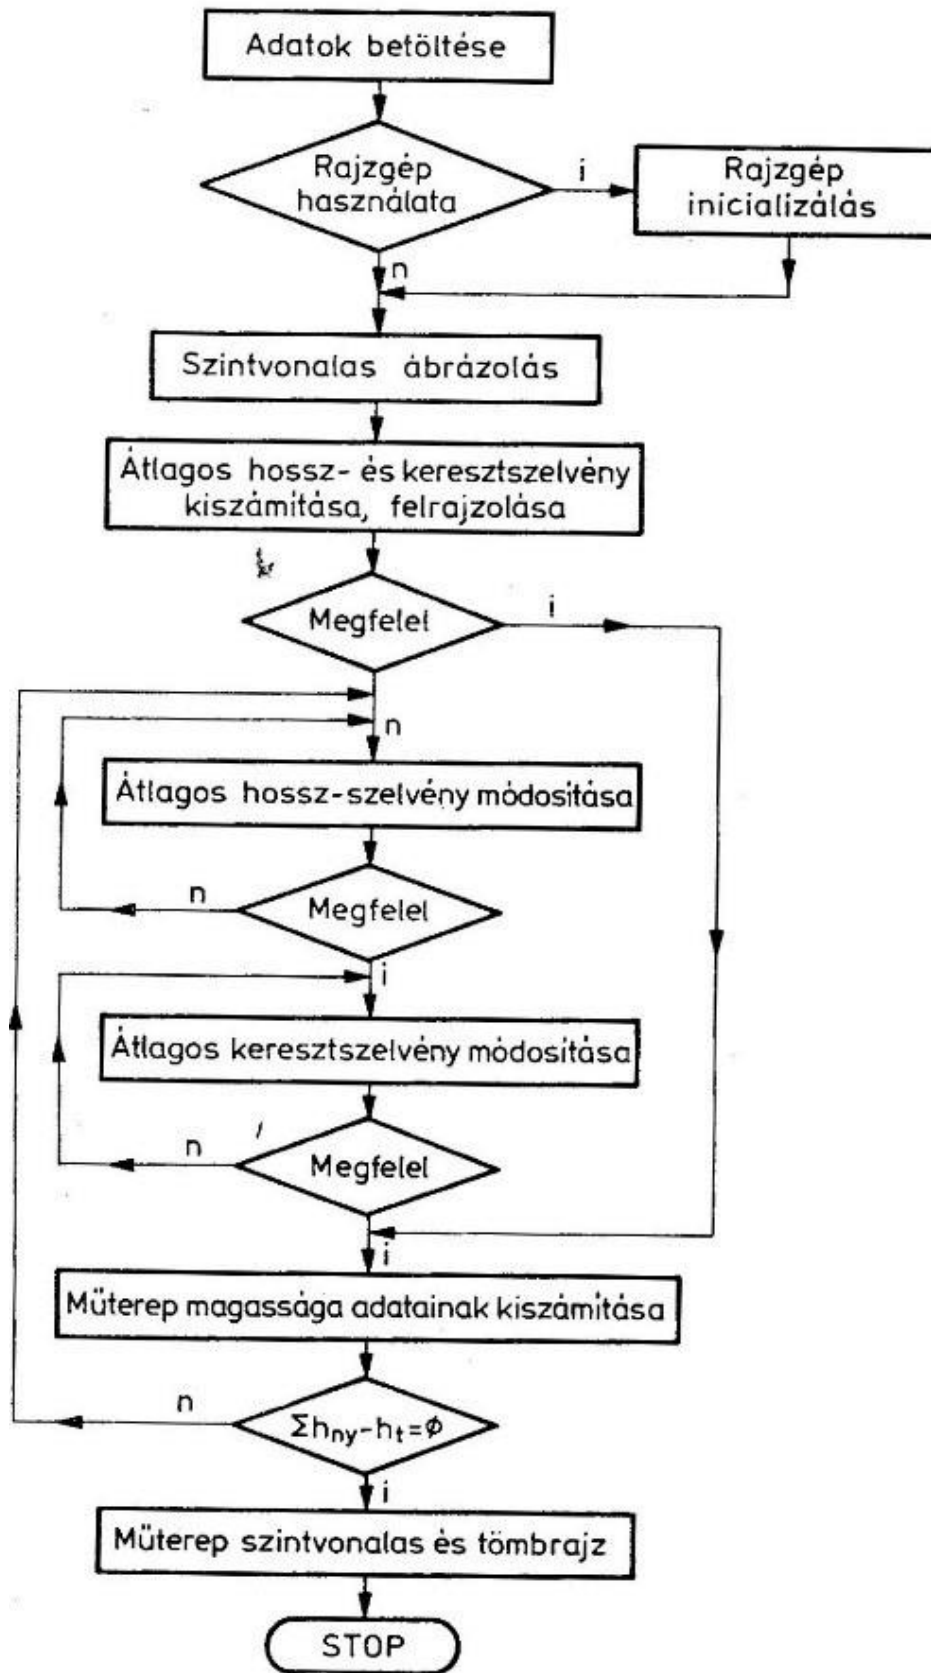 Adatok betöltése
Rajzgép
használata
i
Rajzgép
inicializálás
n
Szintvonalas ábrázolás
Átlagos hossz- és keresztszelvény
kiszámítása, felrajzolása
Megfelel
i
n
Átlagos hossz-szelvény módosítása
n
Megfelel
i
Átlagos keresztszelvény módosítása
n
Megfelel
i
Műterep magassága adatainak kiszámítása
n
Σhny-ht=∅
i
Műterep szintvonalas és tömbrajz
STOP